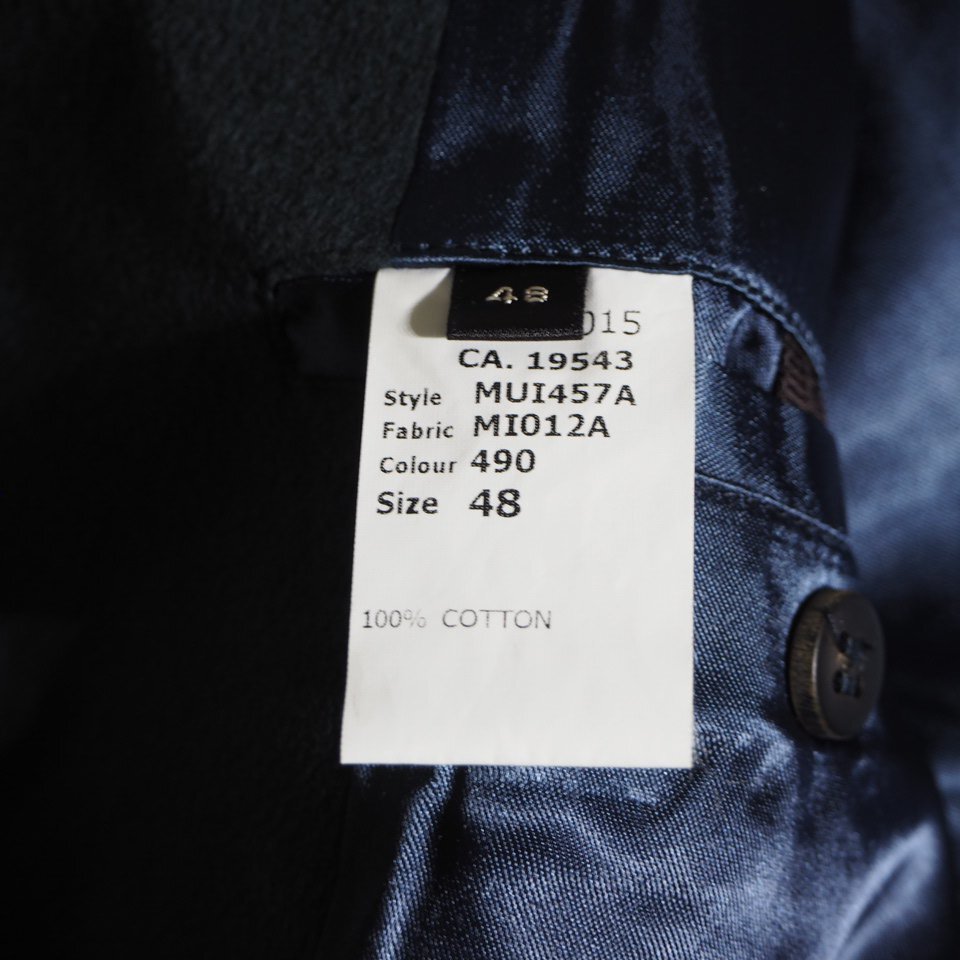 48
015
CA. 19543
Style MUI457A
Fabric MI012A
Colour 490
Size 48
100% COTTON